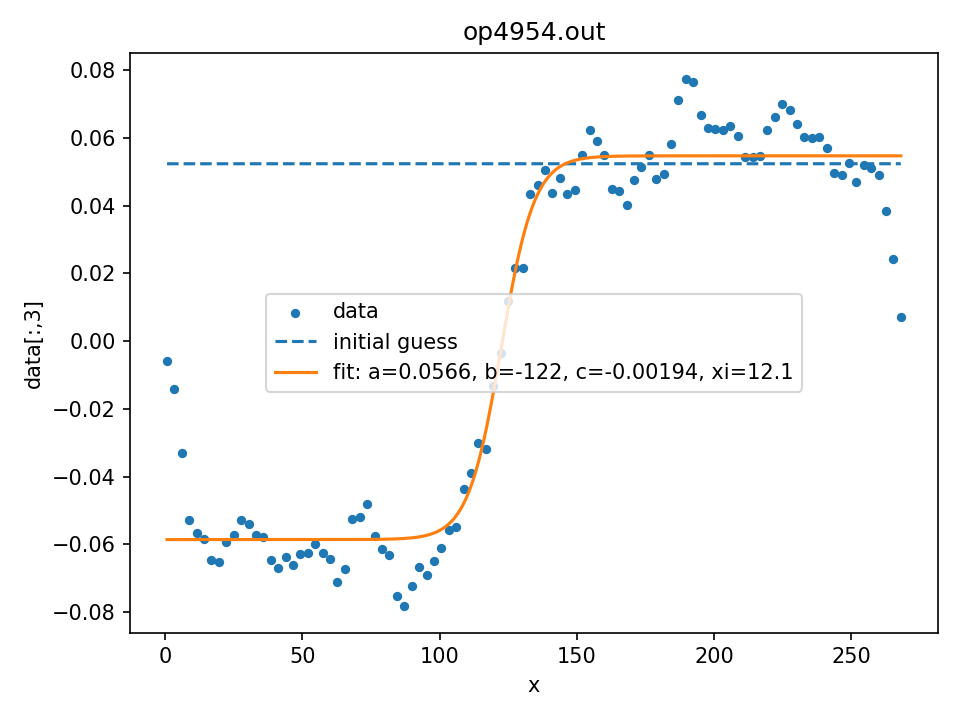 op4954.out
0.08
0.06
0.04
0.02
0.00
−0.02
−0.04
−0.06
−0.08
data[:,3]
data
initial guess
fit: a=0.0566, b=-122, c=-0.00194, xi=12.1
0 50 100 150 200 250
x